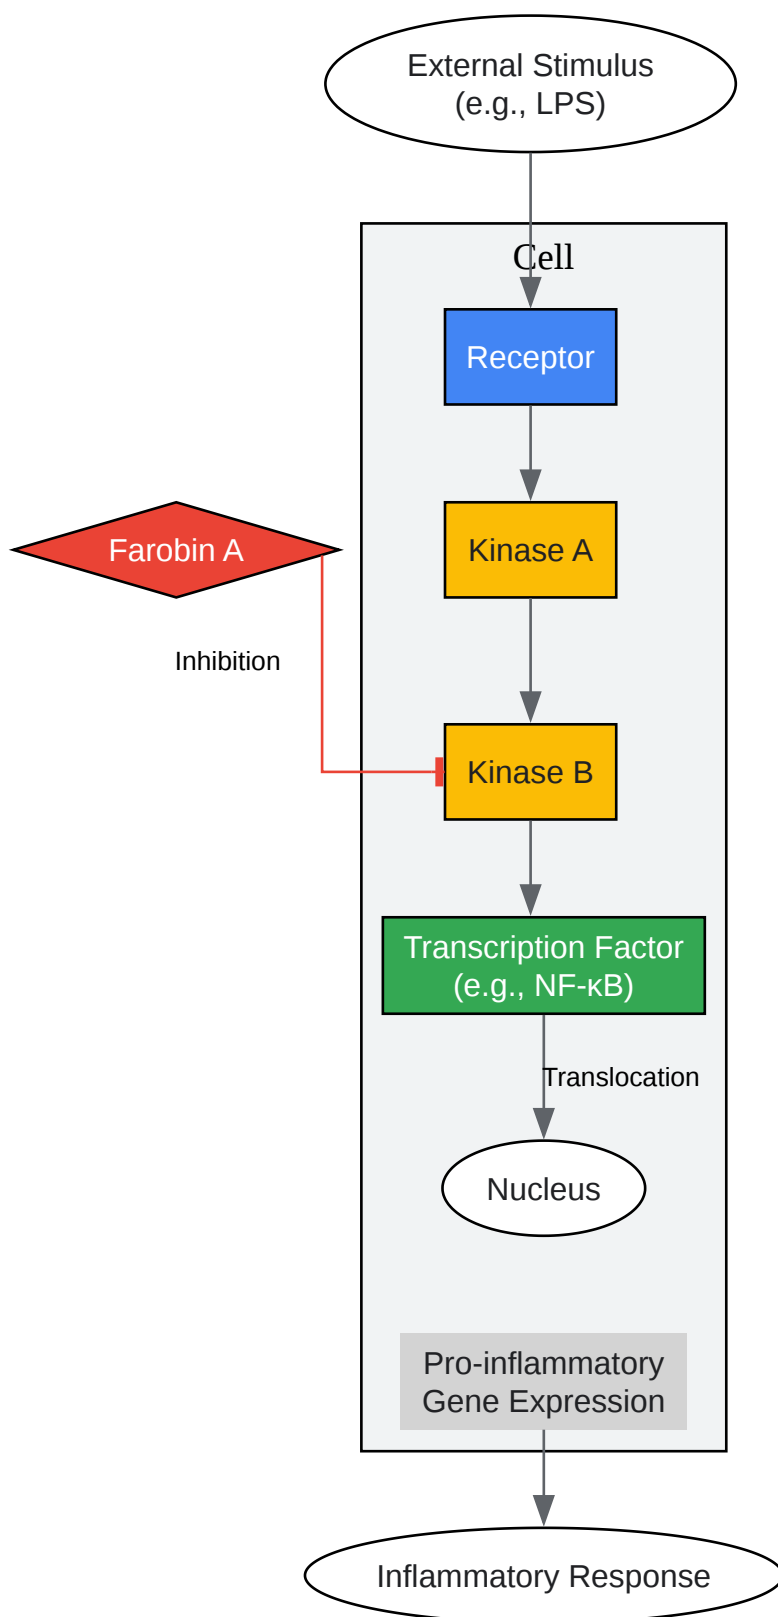 External Stimulus
(e.g., LPS)
Cell
Receptor
Farobin A
Kinase A
Inhibition
Kinase B
Transcription Factor
(e.g., NF-κB)
Translocation
Nucleus
Pro-inflammatory
Gene Expression
Inflammatory Response